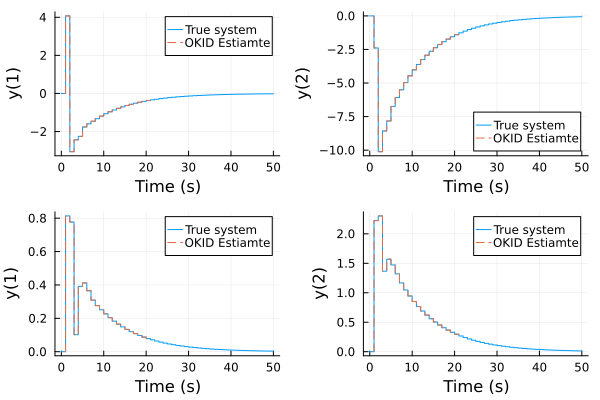 4
2
0
−2
y(1)
True system
OKID Estiamte
0 10 20 30 40 50
Time (s)
0.0
−2.5
−5.0
−7.5
−10.0
y(2)
True system
OKID Estiamte
0 10 20 30 40 50
Time (s)
0.8
0.6
0.4
0.2
0.0
y(1)
True system
OKID Estiamte
0 10 20 30 40 50
Time (s)
2.0
1.5
1.0
0.5
0.0
y(2)
True system
OKID Estiamte
0 10 20 30 40 50
Time (s)